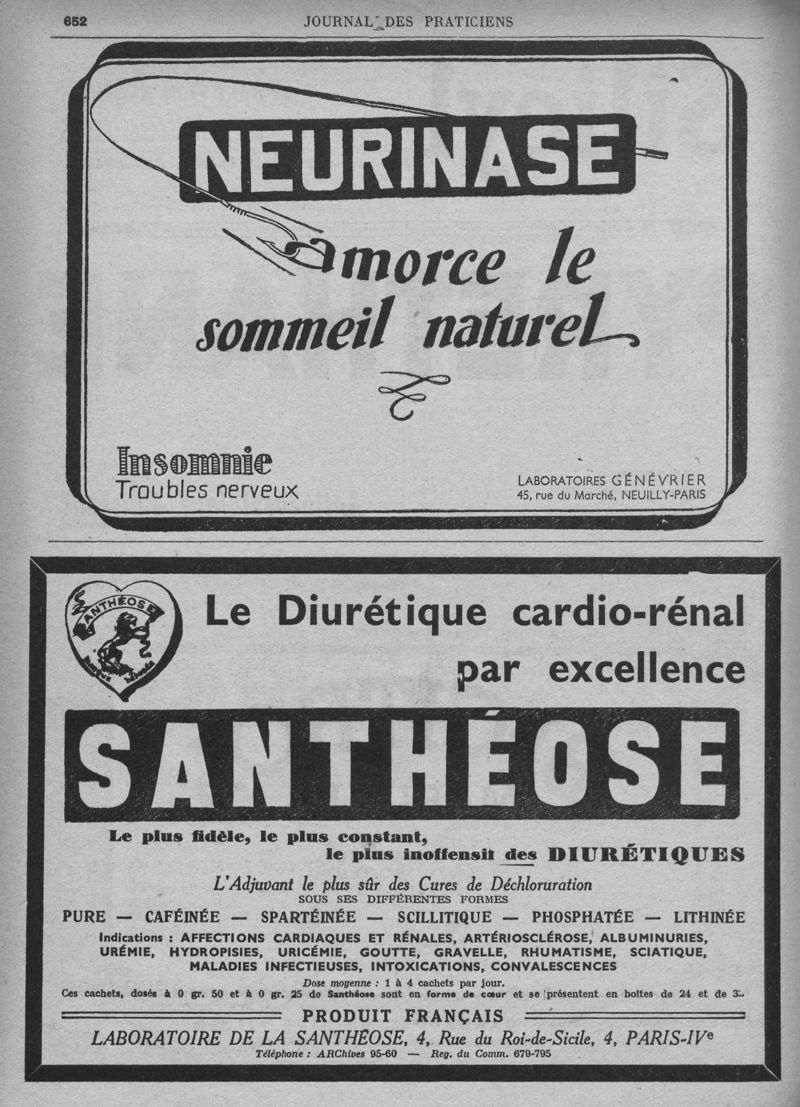 652
JOURNAL DES PRATICIENS
NEURINASE
amorce le
sommeil naturel
Insomnie
Troubles nerveux
LABORATOIRES GÉNÉVRIER
45, rue du Marché, NEUILLY-PARIS
SANTHÉOSE
Marque déposée
Le Diurétique cardio-rénal
par excellence
SANTHÉOSE
Le plus fidèle, le plus constant,
le plus inoffensif des DIURÉTIQUES
L'Adjuvant le plus sûr des Cures de Déchloruration
SOUS SES DIFFÉRENTES FORMES
PURE — CAFÉINÉE — SPARTÉINÉE — SCILLITIQUE — PHOSPHATÉE — LITHINÉE
Indications : AFFECTIONS CARDIAQUES ET RÉNALES, ARTÉRIOSCLÉROSE, ALBUMINURIES,
URÉMIE, HYDROPISIES, URICÉMIE, GOUTTE, GRAVELLE, RHUMATISME, SCIATIQUE,
MALADIES INFECTIEUSES, INTOXICATIONS, CONVALESCENCES
Dose moyenne : 1 à 4 cachets par jour.
Ces cachets, dosés à 0 gr. 50 et à 0 gr. 25 de Santhéose sont en forme de cœur et se présentent en boîtes de 24 et de
PRODUIT FRANÇAIS
LABORATOIRE DE LA SANTHÉOSE, 4, Rue du Roi-de-Sicile, 4, PARIS-IVe
Téléphone : ARChives 95-60 — Reg. du Comm. 679-795